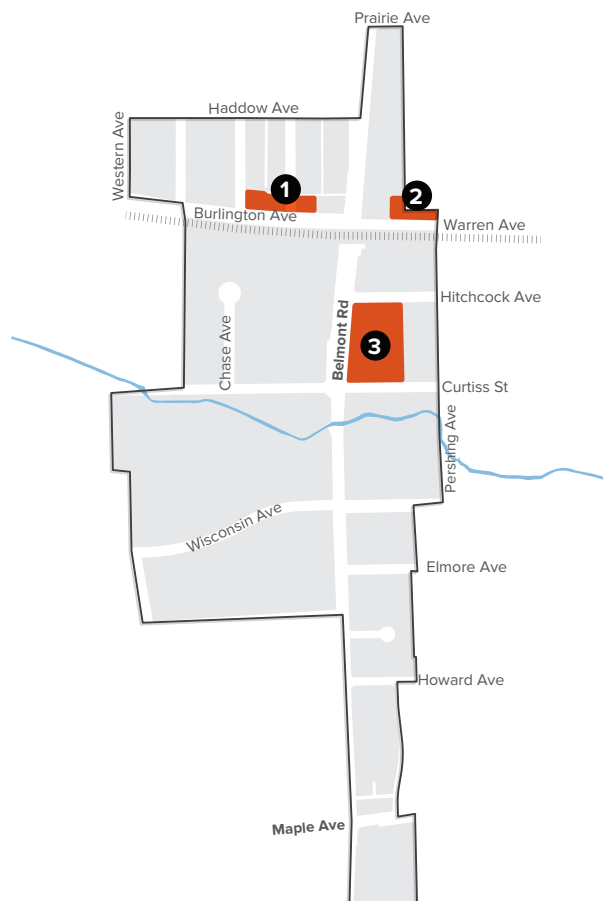 Prairie Ave
Haddow Ave
Western Ave
1
2
Burlington Ave
Warren Ave
Hitchcock Ave
Belmont Rd
Chase Ave
3
Curtiss St
Pershing Ave
Wisconsin Ave
Elmore Ave
Howard Ave
Maple Ave